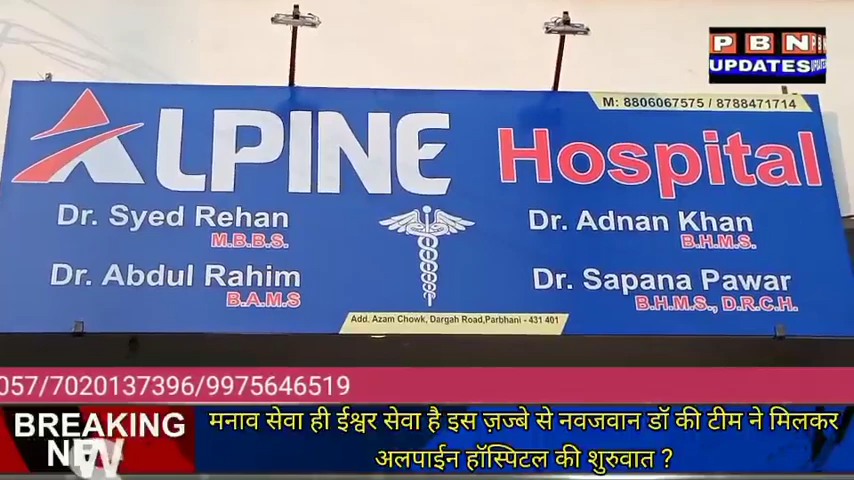 PBN
UPDATES
M: 8806067575 / 8788471714
ALPINE Hospital
Dr. Syed Rehan
M.B.B.S.
Dr. Adnan Khan
B.H.M.S.
Dr. Abdul Rahim
B.A.M.S
Dr. Sapana Pawar
B.H.M.S., D.R.C.H.
Add. Azam Chowk, Dargah Road,Parbhani - 431 401
057/7020137396/9975646519
BREAKING
NEW
मनाव सेवा ही ईश्वर सेवा है इस ज़ज्बे से नवजवान डॉ की टीम ने मिलकर
अलपाईन हॉस्पिटल की शुरुवात ?